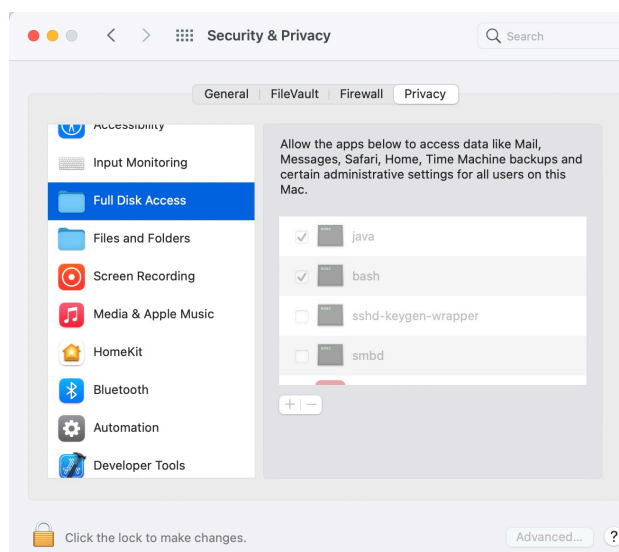 Security & Privacy
Search
General
FileVault
Firewall
Privacy
Accessibility
Input Monitoring
Full Disk Access
Files and Folders
Screen Recording
Media & Apple Music
HomeKit
Bluetooth
Automation
Developer Tools
Allow the apps below to access data like Mail,
Messages, Safari, Home, Time Machine backups and
certain administrative settings for all users on this
Mac.
java
bash
sshd-keygen-wrapper
smbd
+ −
Click the lock to make changes.
Advanced...
?